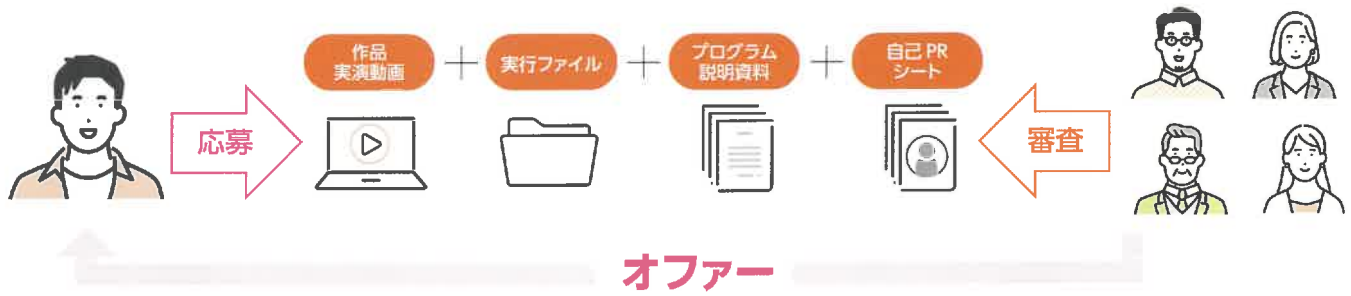 作品
実演動画
実行ファイル
プログラム
説明資料
自己PR
シート
応募
審査
オファー